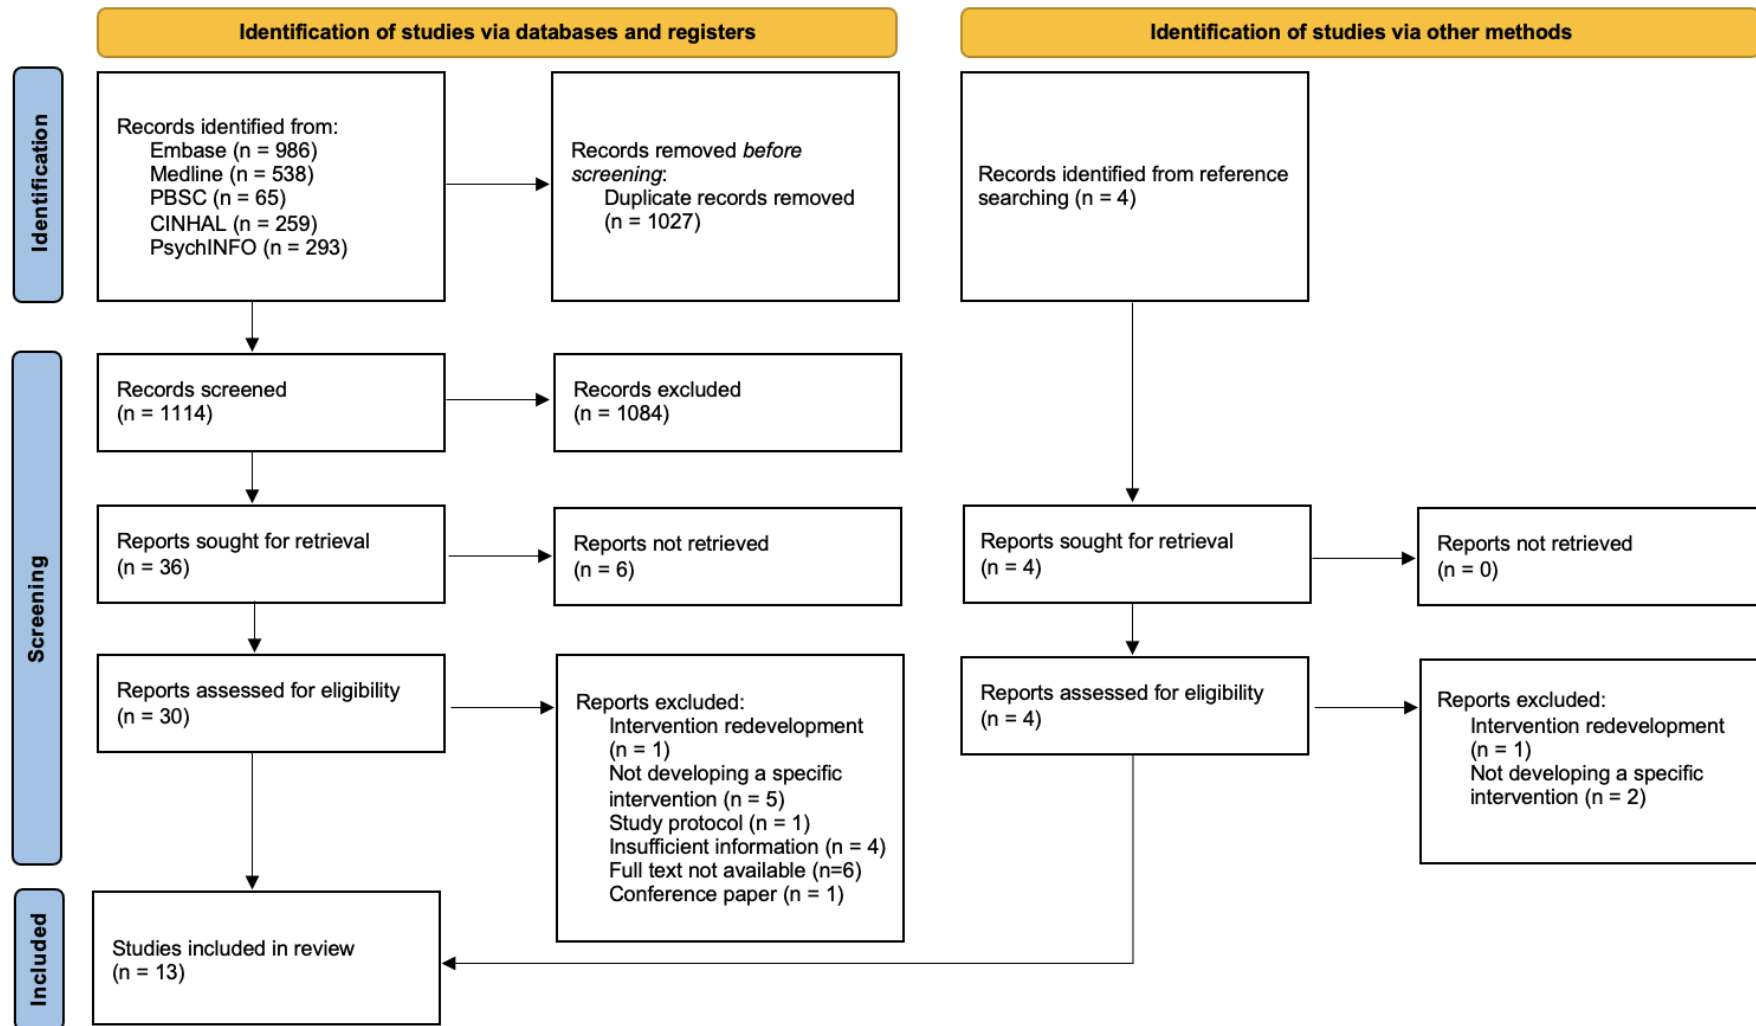 Identification of studies via databases and registers
Identification of studies via other methods
Identification
Records identified from:
Embase (n = 986)
Medline (n = 538)
PBSC (n = 65)
CINHAL (n = 259)
PsychINFO (n = 293)
Records removed before
screening:
Duplicate records removed
(n = 1027)
Records identified from reference
searching (n = 4)
Screening
Records screened
(n = 1114)
Records excluded
(n = 1084)
Reports sought for retrieval
(n = 36)
Reports not retrieved
(n = 6)
Reports sought for retrieval
(n = 4)
Reports not retrieved
(n = 0)
Reports assessed for eligibility
(n = 30)
Reports excluded:
Intervention redevelopment
(n = 1)
Not developing a specific
intervention (n = 5)
Study protocol (n = 1)
Insufficient information (n = 4)
Full text not available (n=6)
Conference paper (n = 1)
Reports assessed for eligibility
(n = 4)
Reports excluded:
Intervention redevelopment
(n = 1)
Not developing a specific
intervention (n = 2)
Included
Studies included in review
(n = 13)